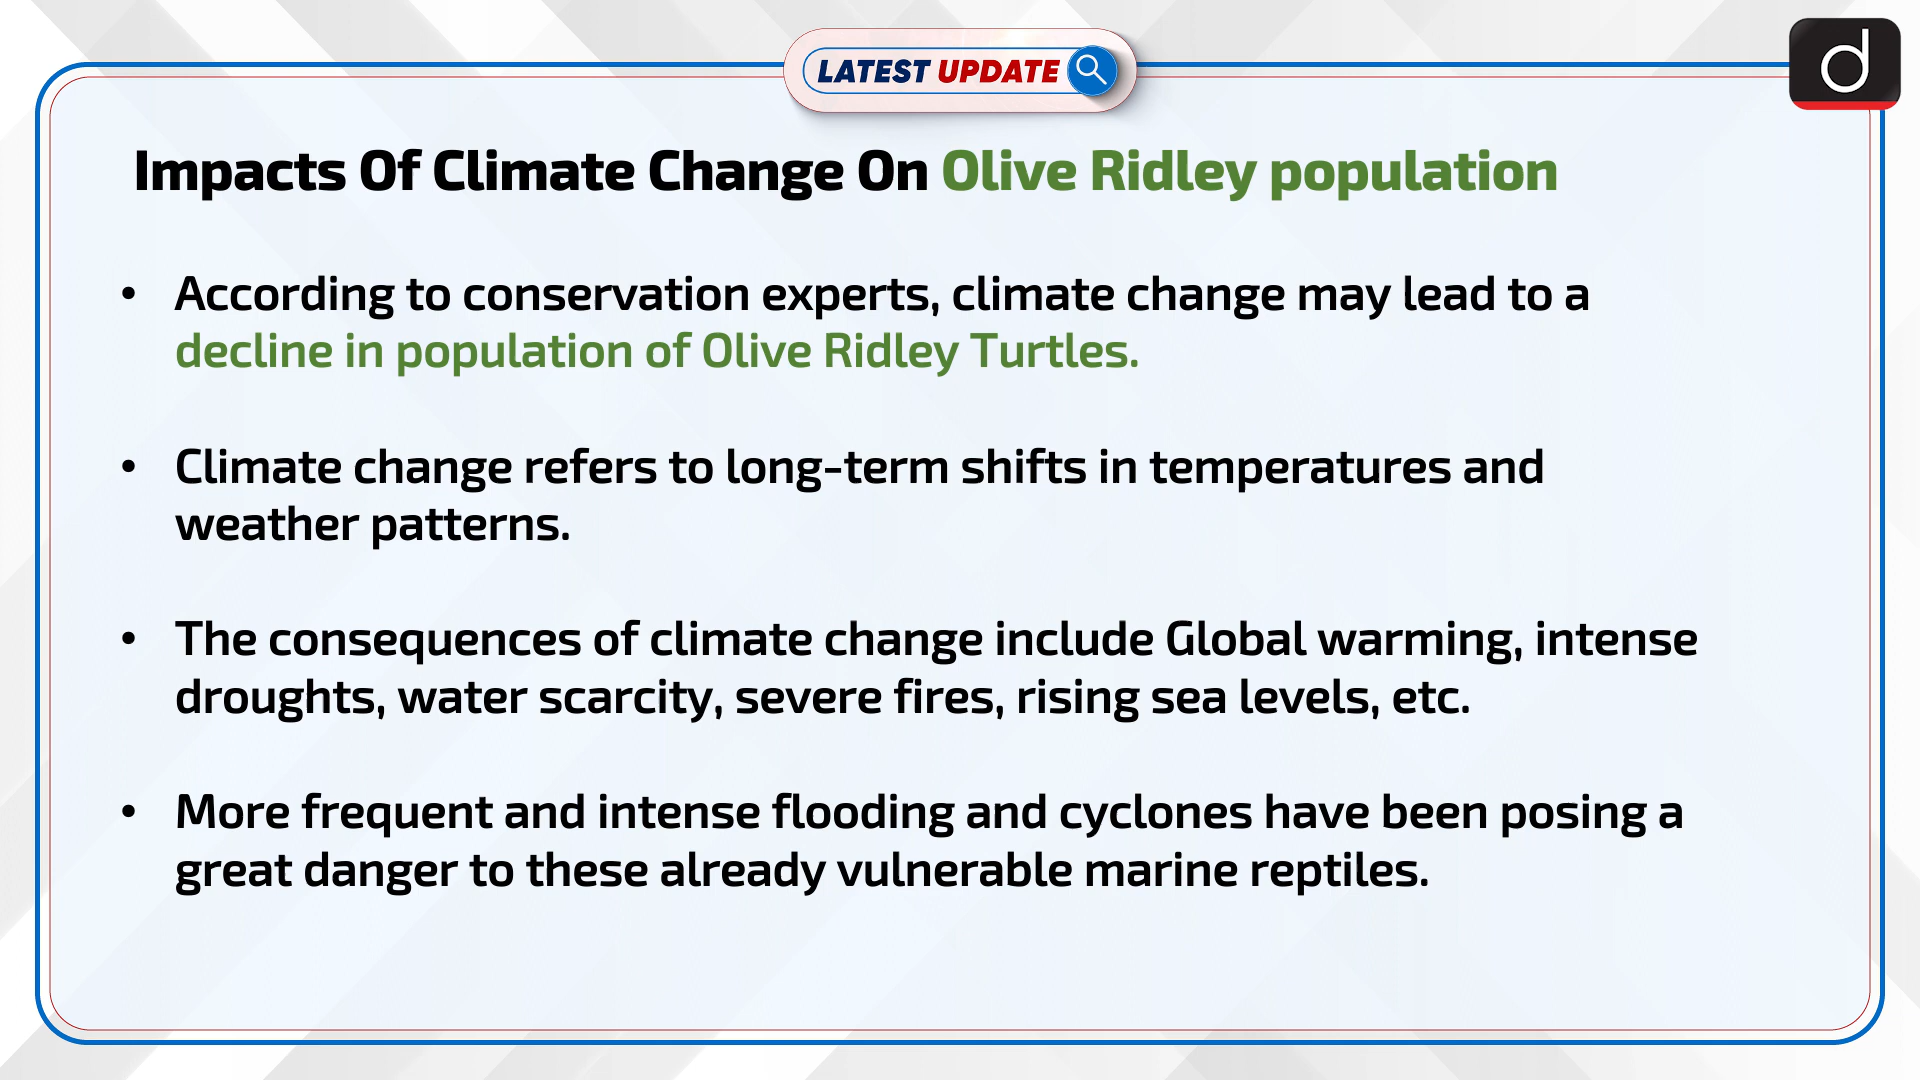 LATEST UPDATE
d
Impacts Of Climate Change On Olive Ridley population
• According to conservation experts, climate change may lead to a
decline in population of Olive Ridley Turtles.
• Climate change refers to long-term shifts in temperatures and
weather patterns.
• The consequences of climate change include Global warming, intense
droughts, water scarcity, severe fires, rising sea levels, etc.
• More frequent and intense flooding and cyclones have been posing a
great danger to these already vulnerable marine reptiles.